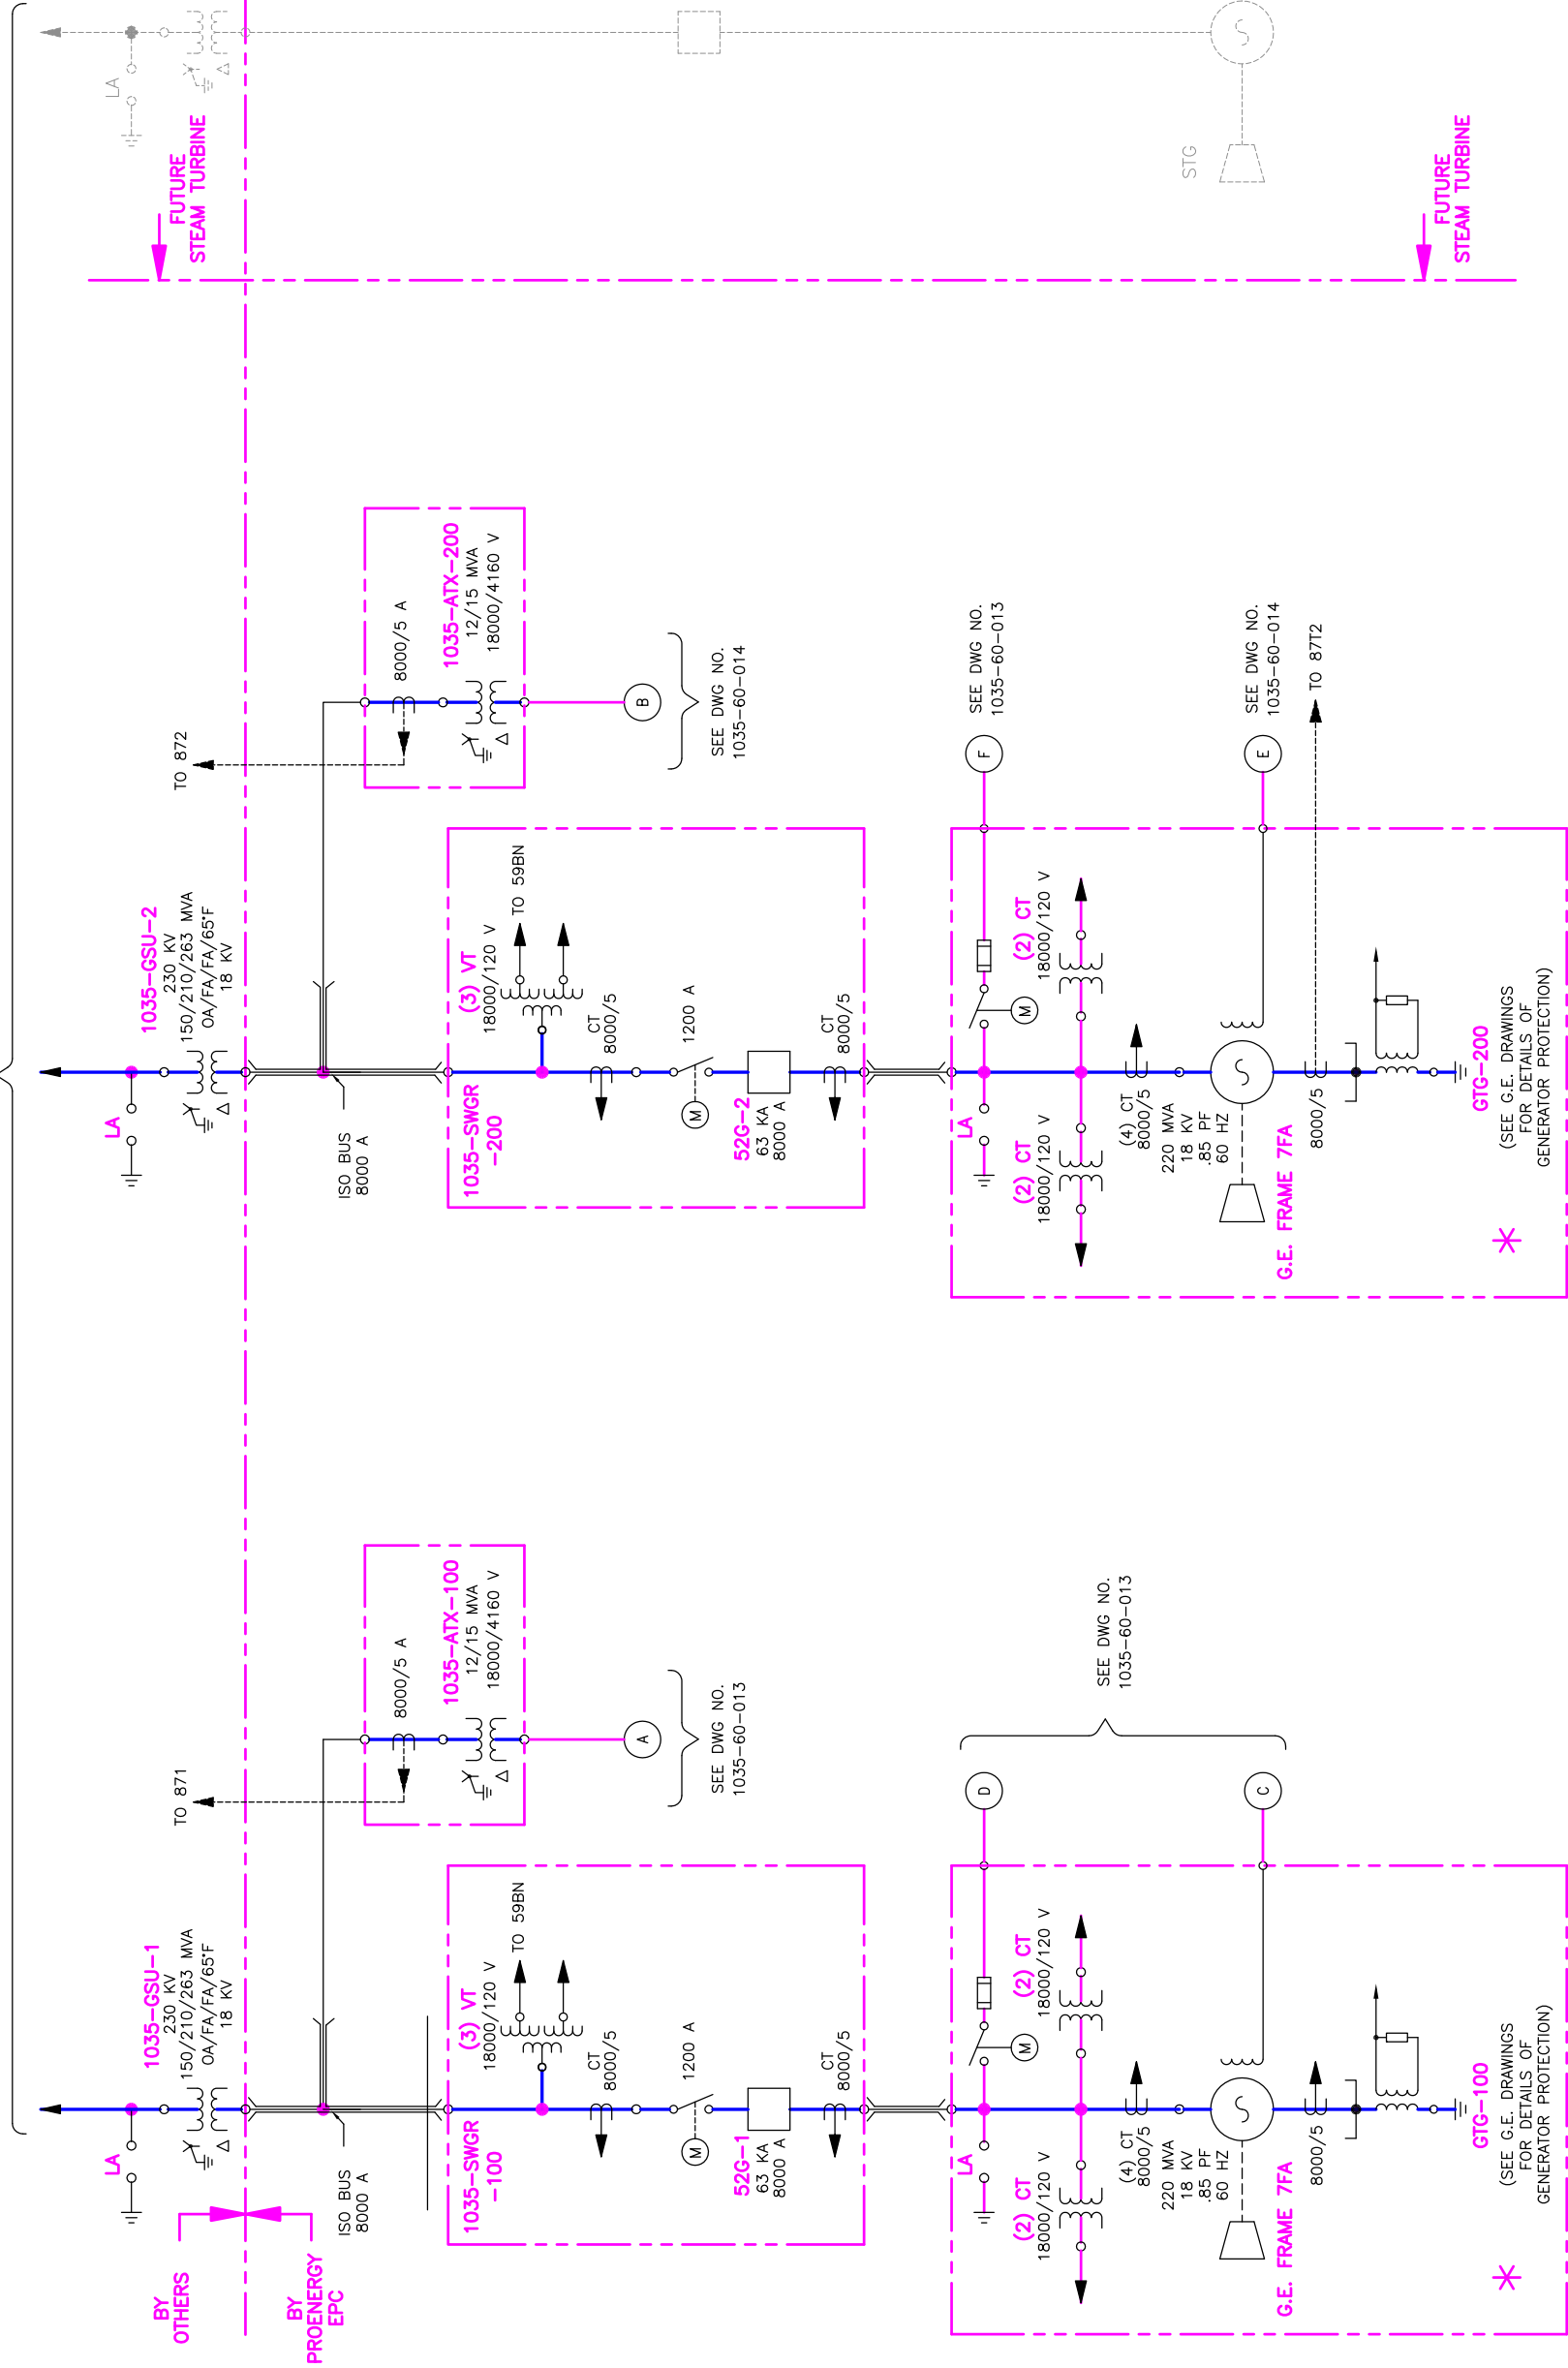 BY
OTHERS
BY
PROENERGY
EPC
LA
1035-GSU-1
230 KV
150/210/263 MVA
OA/FA/FA/65°F
18 KV
ISO BUS
8000 A
TO 871
8000/5 A
1035-ATX-100
12/15 MVA
18000/4160 V
A
SEE DWG NO.
1035-60-013
1035-SWGR
-100
(3) VT
18000/120 V
TO 59BN
CT
8000/5
1200 A
M
52G-1
63 KA
8000 A
CT
8000/5
LA
M
D
(2) CT
18000/120 V
(2) CT
18000/120 V
(4) CT
8000/5
220 MVA
18 KV
.85 PF
60 HZ
C
SEE DWG NO.
1035-60-013
G.E. FRAME 7FA
8000/5
GTG-100
(SEE G.E. DRAWINGS
FOR DETAILS OF
GENERATOR PROTECTION)
LA
1035-GSU-2
230 KV
150/210/263 MVA
OA/FA/FA/65°F
18 KV
ISO BUS
8000 A
TO 872
8000/5 A
1035-ATX-200
12/15 MVA
18000/4160 V
B
SEE DWG NO.
1035-60-014
1035-SWGR
-200
(3) VT
18000/120 V
TO 59BN
CT
8000/5
1200 A
M
52G-2
63 KA
8000 A
CT
8000/5
LA
M
F
SEE DWG NO.
1035-60-013
(2) CT
18000/120 V
(2) CT
18000/120 V
(4) CT
8000/5
220 MVA
18 KV
.85 PF
60 HZ
E
SEE DWG NO.
1035-60-014
G.E. FRAME 7FA
8000/5
TO 87T2
GTG-200
(SEE G.E. DRAWINGS
FOR DETAILS OF
GENERATOR PROTECTION)
FUTURE
STEAM TURBINE
LA
STG
FUTURE
STEAM TURBINE